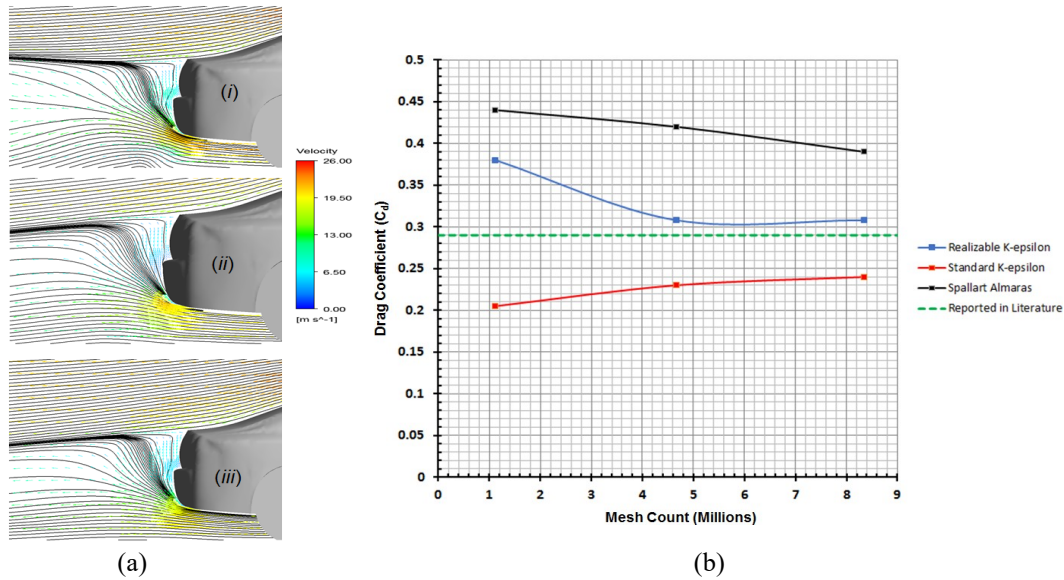 (i)
Velocity
26.00
19.50
13.00
6.50
0.00
[m s^-1]
(ii)
(iii)
(a)
Drag Coefficient (Cd)
0.5
0.45
0.4
0.35
0.3
0.25
0.2
0.15
0.1
0.05
0
0 1 2 3 4 5 6 7 8 9
Mesh Count (Millions)
Realizable K-epsilon
Standard K-epsilon
Spallart Almaras
Reported in Literature
(b)